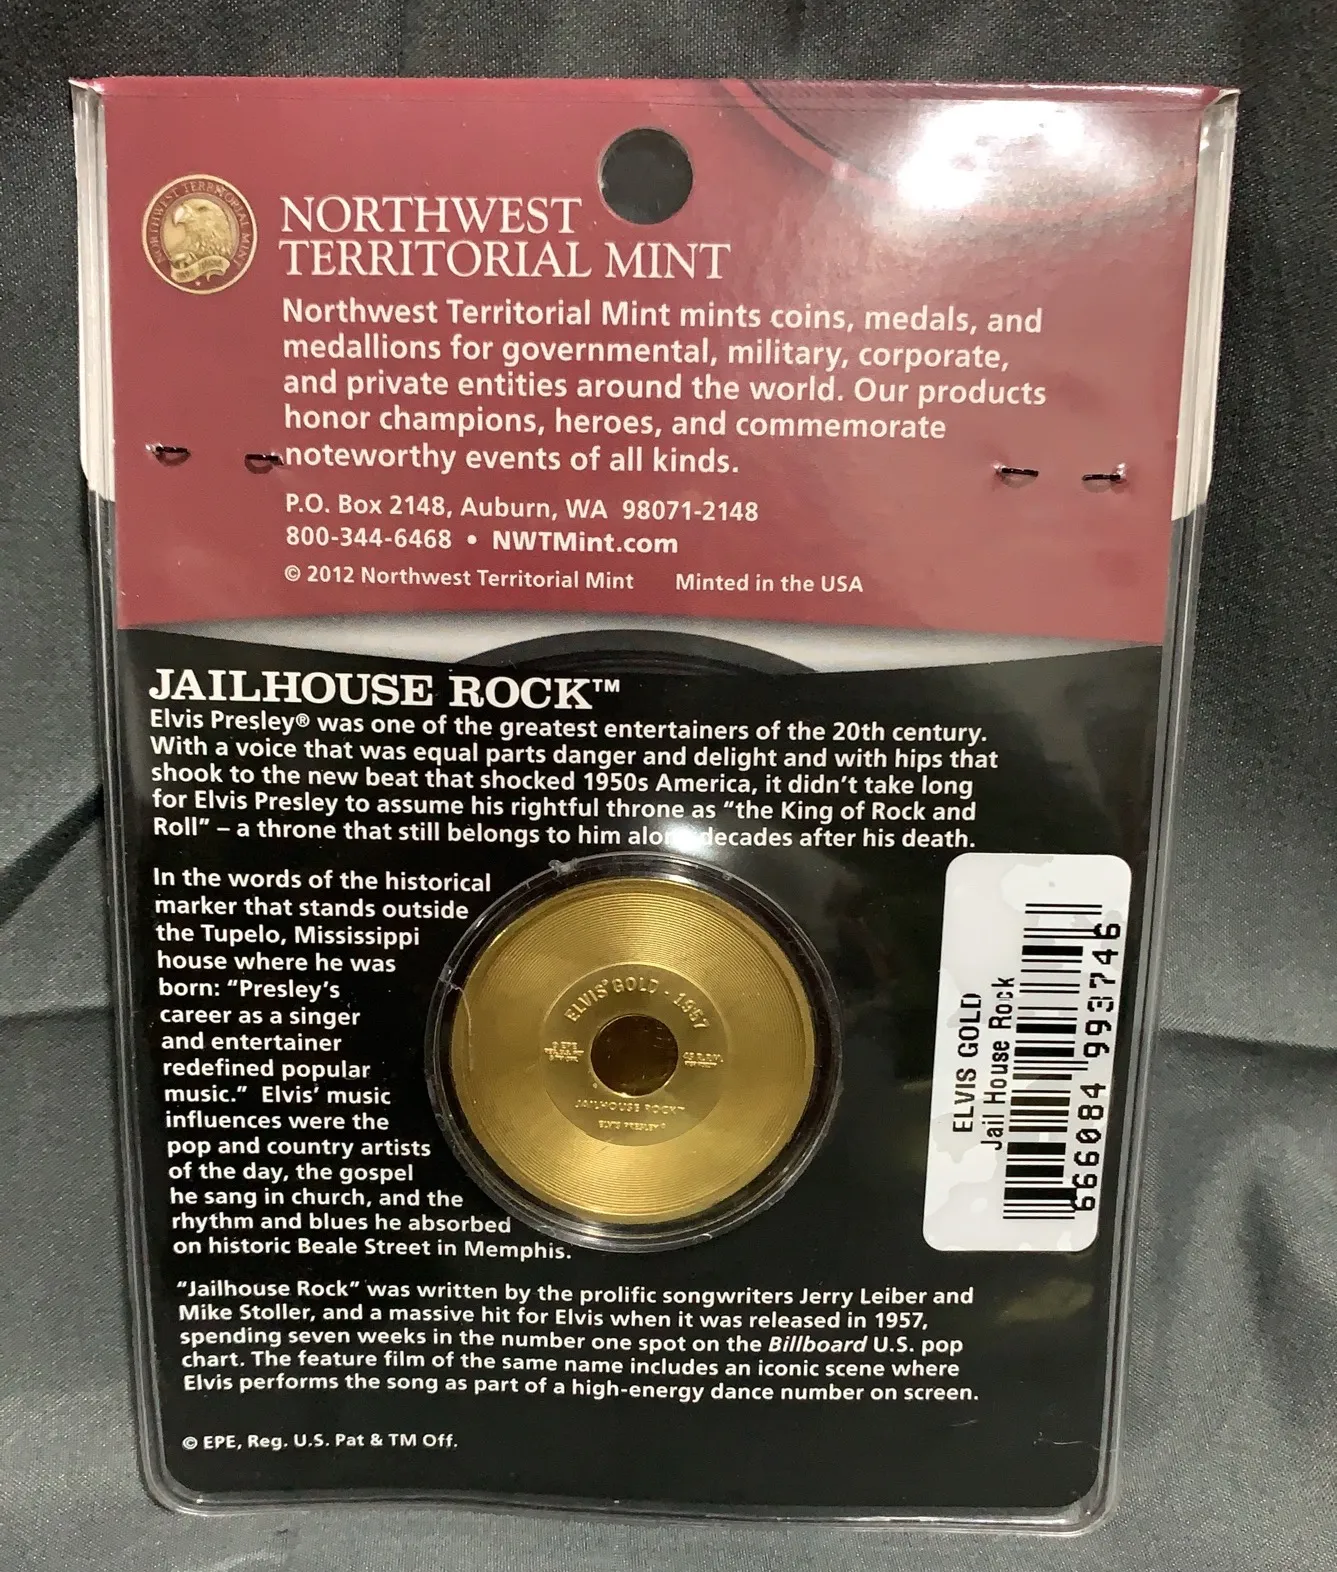 NORTHWEST TERRITORIAL MINT
NORTHWEST
TERRITORIAL MINT
Northwest Territorial Mint mints coins, medals, and
medallions for governmental, military, corporate,
and private entities around the world. Our products
honor champions, heroes, and commemorate
noteworthy events of all kinds.
P.O. Box 2148, Auburn, WA 98071-2148
800-344-6468 • NWTMint.com
© 2012 Northwest Territorial Mint Minted in the USA
JAILHOUSE ROCK™
Elvis Presley® was one of the greatest entertainers of the 20th century.
With a voice that was equal parts danger and delight and with hips that
shook to the new beat that shocked 1950s America, it didn't take long
for Elvis Presley to assume his rightful throne as "the King of Rock and
Roll" – a throne that still belongs to him alone decades after his death.
In the words of the historical
marker that stands outside
the Tupelo, Mississippi
house where he was
born: "Presley's
career as a singer
and entertainer
redefined popular
music." Elvis' music
influences were the
pop and country artists
of the day, the gospel
he sang in church, and the
rhythm and blues he absorbed
on historic Beale Street in Memphis.
ELVIS' GOLD - 1957
© EPE
45 R.P.M.
JAILHOUSE ROCK™
ELVIS PRESLEY®
ELVIS GOLD
Jail House Rock
666084 993746
"Jailhouse Rock" was written by the prolific songwriters Jerry Leiber and
Mike Stoller, and a massive hit for Elvis when it was released in 1957,
spending seven weeks in the number one spot on the Billboard U.S. pop
chart. The feature film of the same name includes an iconic scene where
Elvis performs the song as part of a high-energy dance number on screen.
© EPE, Reg. U.S. Pat & TM Off.